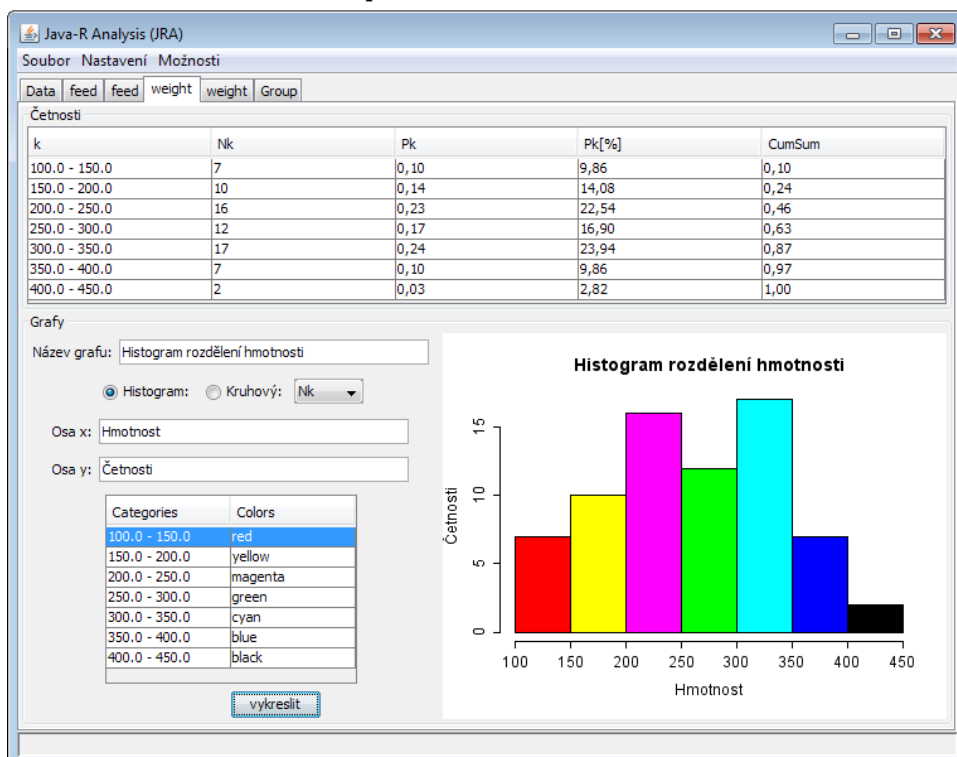 Java-R Analysis (JRA)
Soubor Nastavení Možnosti
Data feed feed weight weight Group
Četnosti
k Nk Pk Pk[%] CumSum
100.0 - 150.0 7 0,10 9,86 0,10
150.0 - 200.0 10 0,14 14,08 0,24
200.0 - 250.0 16 0,23 22,54 0,46
250.0 - 300.0 12 0,17 16,90 0,63
300.0 - 350.0 17 0,24 23,94 0,87
350.0 - 400.0 7 0,10 9,86 0,97
400.0 - 450.0 2 0,03 2,82 1,00
Grafy
Název grafu: Histogram rozdělení hmotnosti
Histogram: Kruhový: Nk
Osa x: Hmotnost
Osa y: Četnosti
Categories Colors
100.0 - 150.0 red
150.0 - 200.0 yellow
200.0 - 250.0 magenta
250.0 - 300.0 green
300.0 - 350.0 cyan
350.0 - 400.0 blue
400.0 - 450.0 black
vykreslit
Histogram rozdělení hmotnosti
Četnosti
15
10
5
0
100 150 200 250 300 350 400 450
Hmotnost